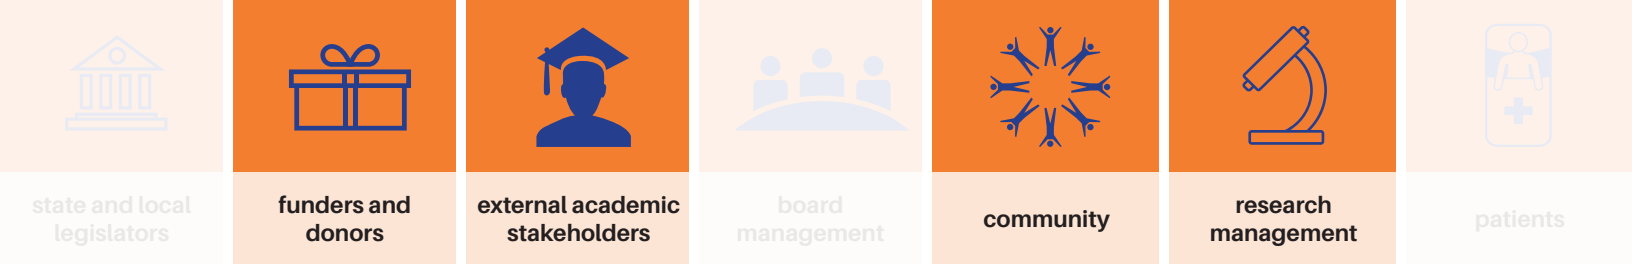 state and local
legislators
funders and
donors
external academic
stakeholders
board
management
community
research
management
patients